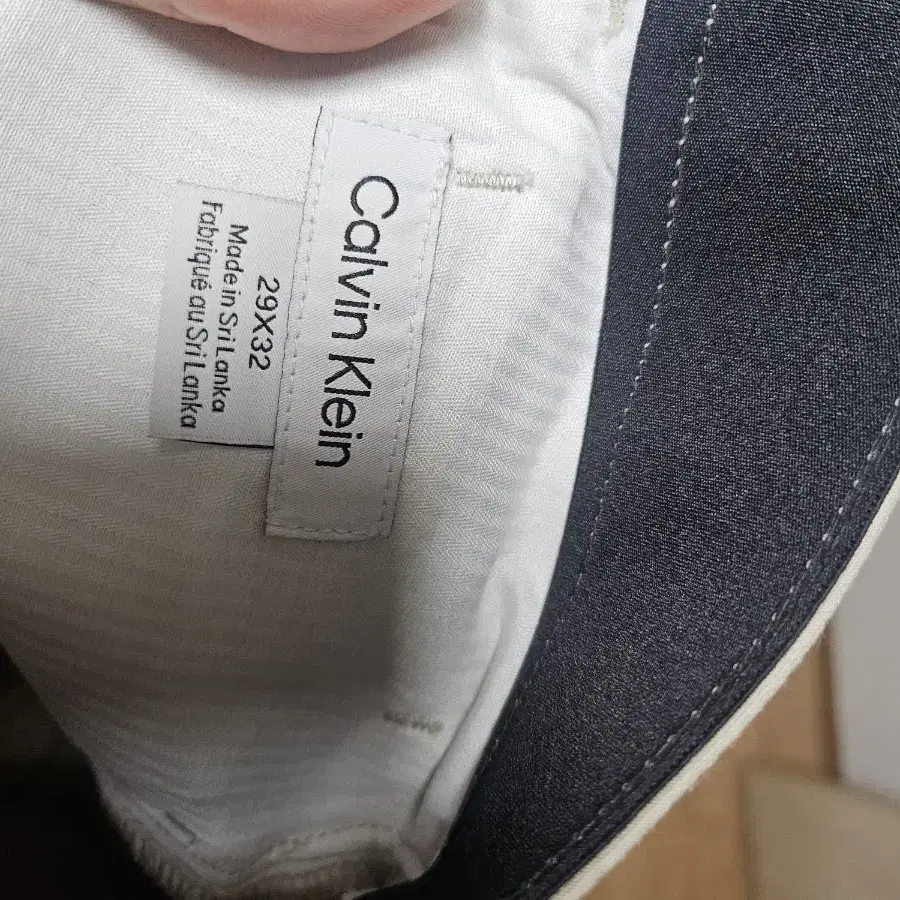 Calvin Klein
29X32
Made in Sri Lanka
Fabriqué au Sri Lanka